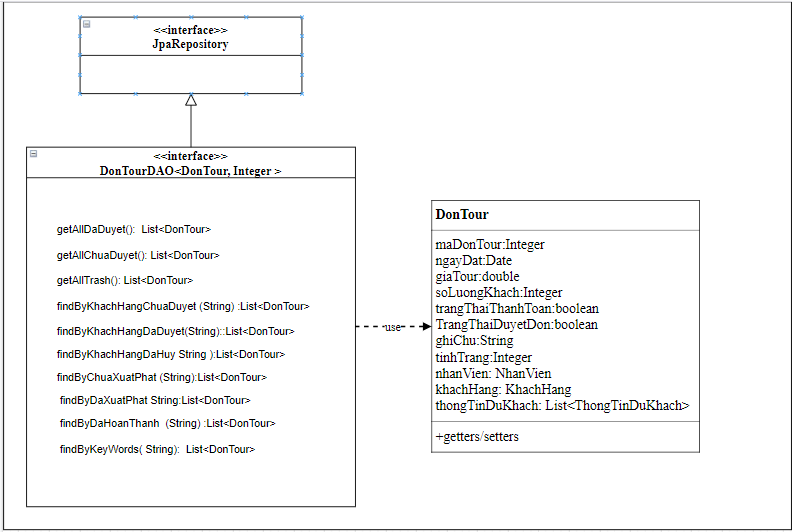 <<interface>>
JpaRepository
<<interface>>
DonTourDAO<DonTour, Integer >
getAllDaDuyet():  List<DonTour>
getAllChuaDuyet(): List<DonTour>
getAllTrash(): List<DonTour>
findByKhachHangChuaDuyet (String) :List<DonTour>
findByKhachHangDaDuyet(String)::List<DonTour>
findByKhachHangDaHuy String ):List<DonTour>
findByChuaXuatPhat (String):List<DonTour>
findByDaXuatPhat String:List<DonTour>
findByDaHoanThanh  (String) :List<DonTour>
findByKeyWords( String):  List<DonTour>
use
DonTour
maDonTour:Integer
ngayDat:Date
giaTour:double
soLuongKhach:Integer
trangThaiThanhToan:boolean
TrangThaiDuyetDon:boolean
ghiChu:String
tinhTrang:Integer
nhanVien: NhanVien
khachHang: KhachHang
thongTinDuKhach: List<ThongTinDuKhach>
+getters/setters